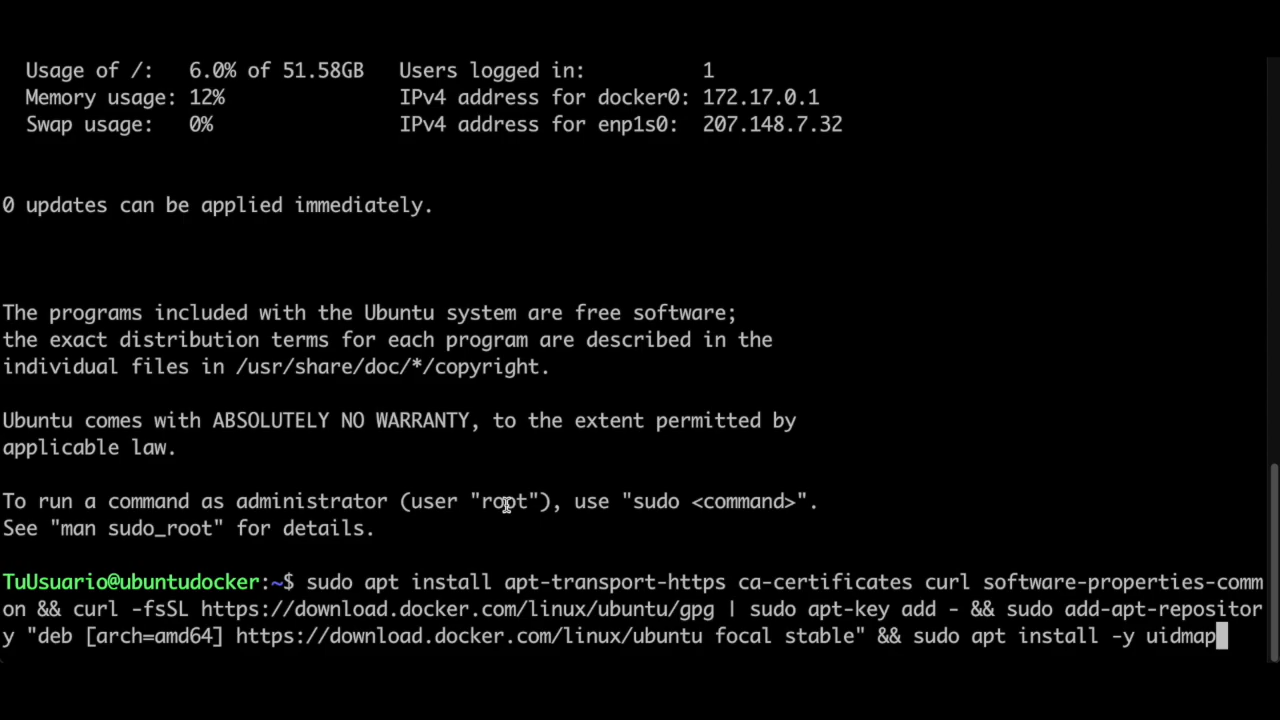 Usage of /:   6.0% of 51.58GB   Users logged in:          1
Memory usage: 12%               IPv4 address for docker0: 172.17.0.1
Swap usage:   0%                IPv4 address for enp1s0:  207.148.7.32
0 updates can be applied immediately.
The programs included with the Ubuntu system are free software;
the exact distribution terms for each program are described in the
individual files in /usr/share/doc/*/copyright.
Ubuntu comes with ABSOLUTELY NO WARRANTY, to the extent permitted by
applicable law.
To run a command as administrator (user "root"), use "sudo <command>".
See "man sudo_root" for details.
TuUsuario@ubuntudocker:~$ sudo apt install apt-transport-https ca-certificates curl software-properties-comm
on && curl -fsSL https://download.docker.com/linux/ubuntu/gpg | sudo apt-key add - && sudo add-apt-repositor
y "deb [arch=amd64] https://download.docker.com/linux/ubuntu focal stable" && sudo apt install -y uidmap